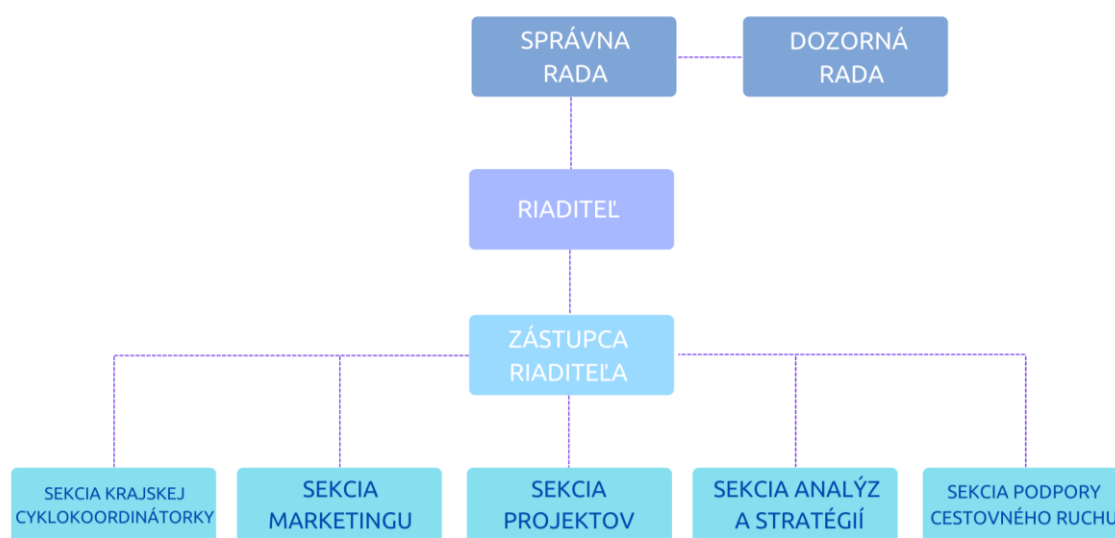 SPRÁVNA
RADA
DOZORNÁ
RADA
RIADITEĽ
ZÁSTUPCA
RIADITEĽA
SEKCIA KRAJSKEJ
CYKLOKOORDINÁTORKY
SEKCIA
MARKETINGU
SEKCIA
PROJEKTOV
SEKCIA ANALÝZ
A STRATÉGIÍ
SEKCIA PODPORY
CESTOVNÉHO RUCHU